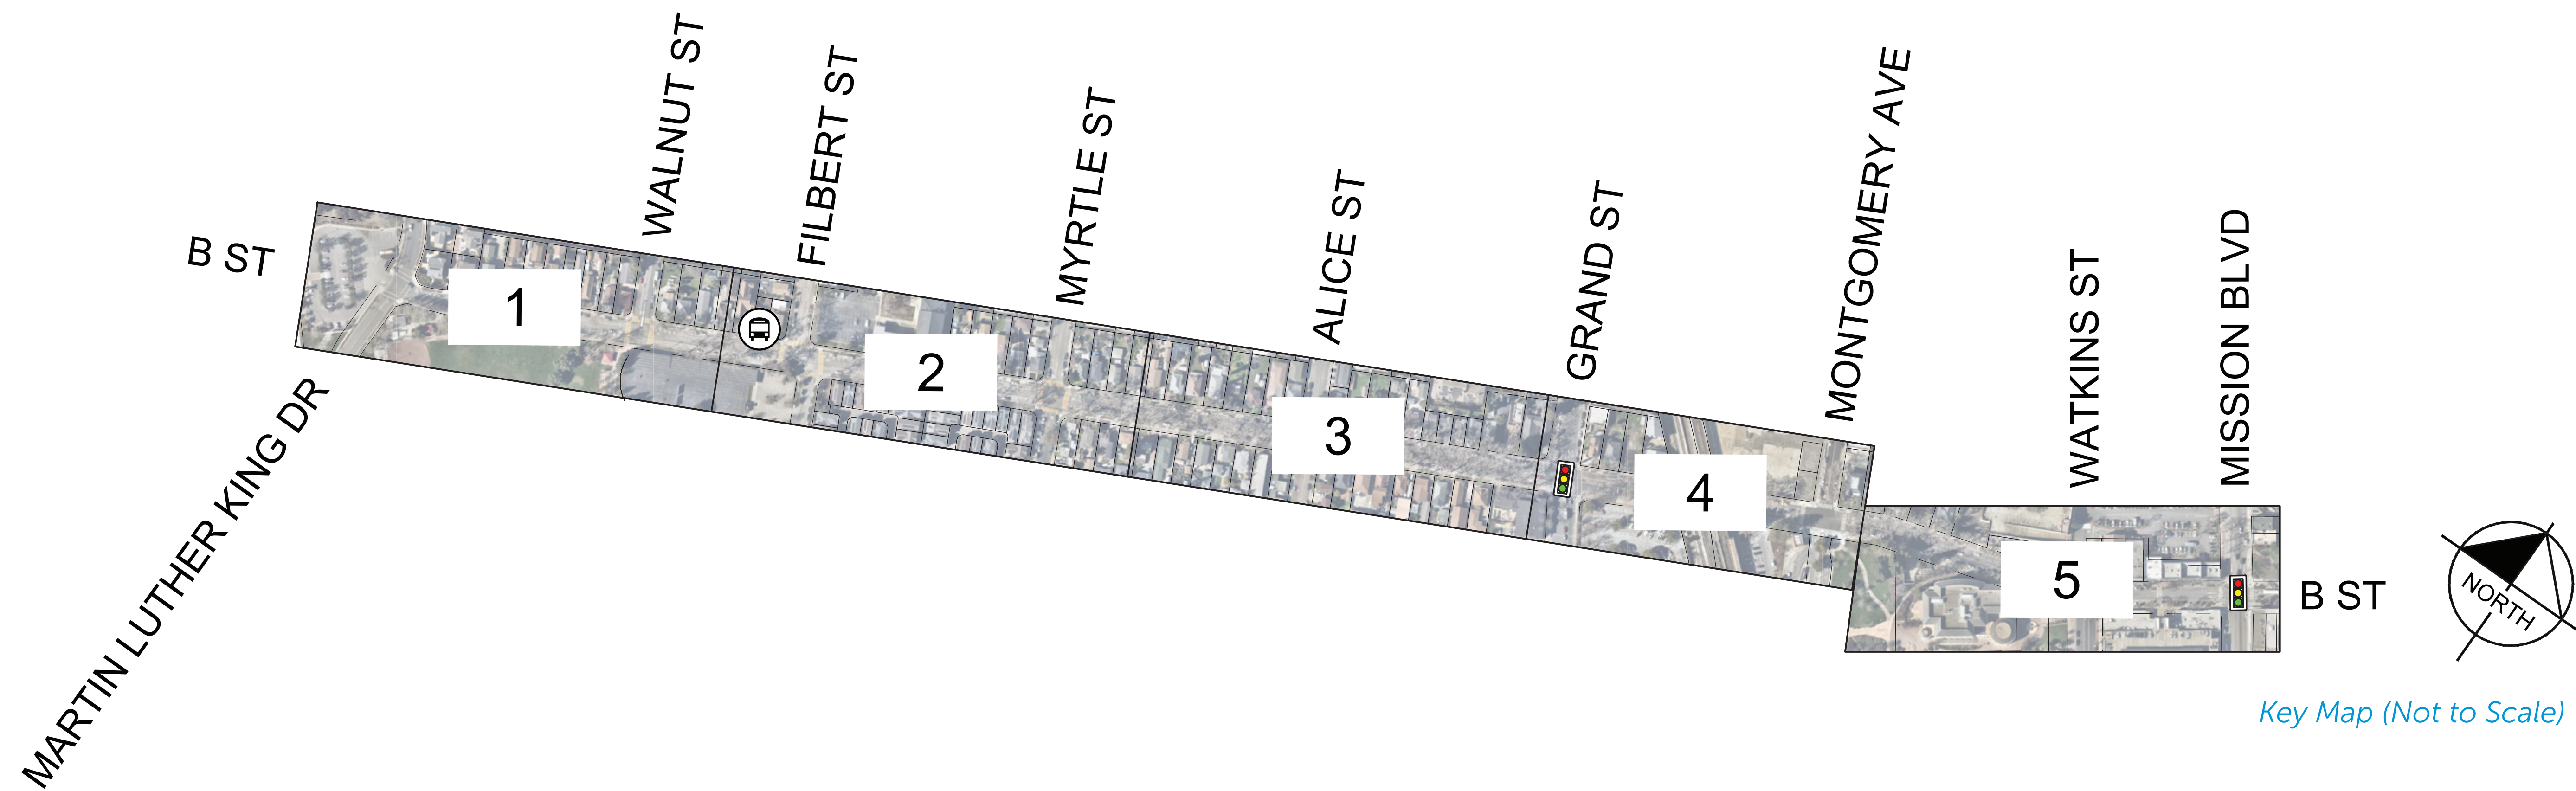 WALNUT ST
FILBERT ST
MYRTLE ST
ALICE ST
GRAND ST
MONTGOMERY AVE
WATKINS ST
MISSION BLVD
B ST
MARTIN LUTHER KING DR
1
2
3
4
5
B ST
NORTH
Key Map (Not to Scale)